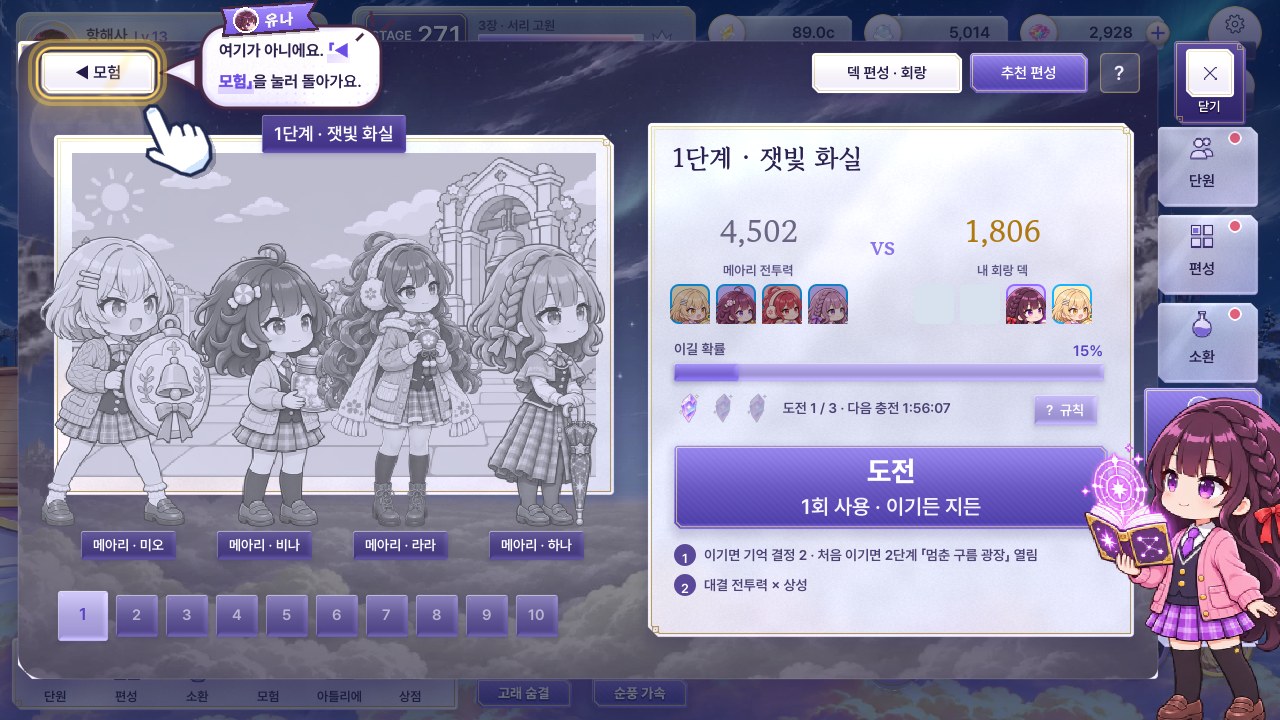 유나
여기가 아니에요. 「◀
모험」을 눌러 돌아가요.
항해사 Lv.13
STAGE 271
3장 · 서리 고원
89.0c
5,014
2,928
◀ 모험
덱 편성 · 회랑
추천 편성
?
닫기
단원
편성
소환
1단계 · 잿빛 화실
메아리 · 미오
메아리 · 비나
메아리 · 라라
메아리 · 하나
1
2
3
4
5
6
7
8
9
10
1단계 · 잿빛 화실
4,502
VS
1,806
메아리 전투력
내 회랑 덱
이길 확률
15%
도전 1 / 3 · 다음 충전 1:56:07
? 규칙
도전
1회 사용 · 이기든 지든
1 이기면 기억 결정 2 · 처음 이기면 2단계 「멈춘 구름 광장」 열림
2 대결 전투력 × 상성
단원
편성
소환
모험
아틀리에
상점
고래 숨결
순풍 가속